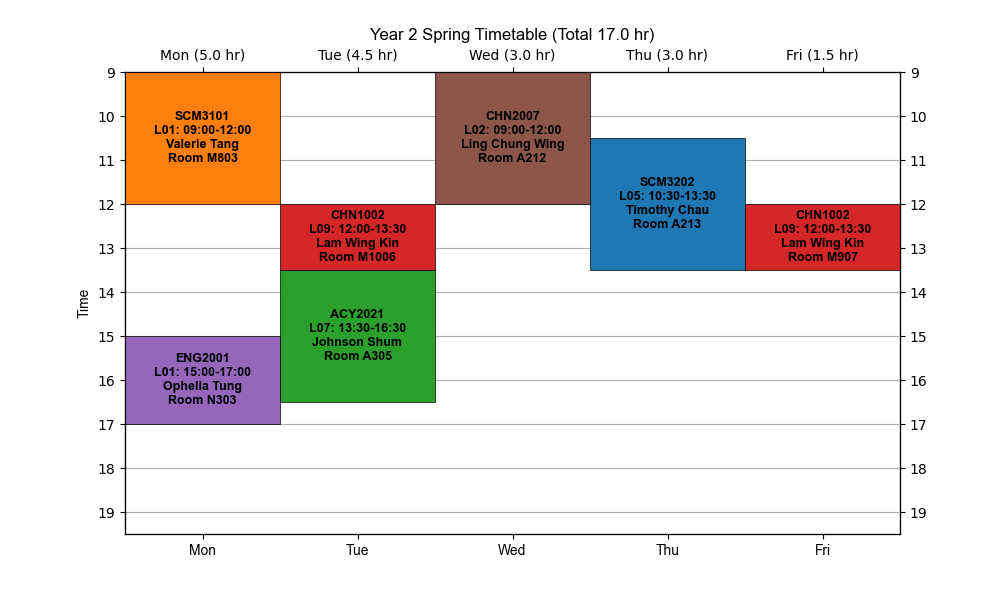 Year 2 Spring Timetable (Total 17.0 hr)
Mon (5.0 hr) Tue (4.5 hr) Wed (3.0 hr) Thu (3.0 hr) Fri (1.5 hr)
Time
9
10
11
12
13
14
15
16
17
18
19
SCM3101
L01: 09:00-12:00
Valerie Tang
Room M803
ENG2001
L01: 15:00-17:00
Ophelia Tung
Room N303
CHN1002
L09: 12:00-13:30
Lam Wing Kin
Room M1006
ACY2021
L07: 13:30-16:30
Johnson Shum
Room A305
CHN2007
L02: 09:00-12:00
Ling Chung Wing
Room A212
SCM3202
L05: 10:30-13:30
Timothy Chau
Room A213
CHN1002
L09: 12:00-13:30
Lam Wing Kin
Room M907
9
10
11
12
13
14
15
16
17
18
19
Mon Tue Wed Thu Fri